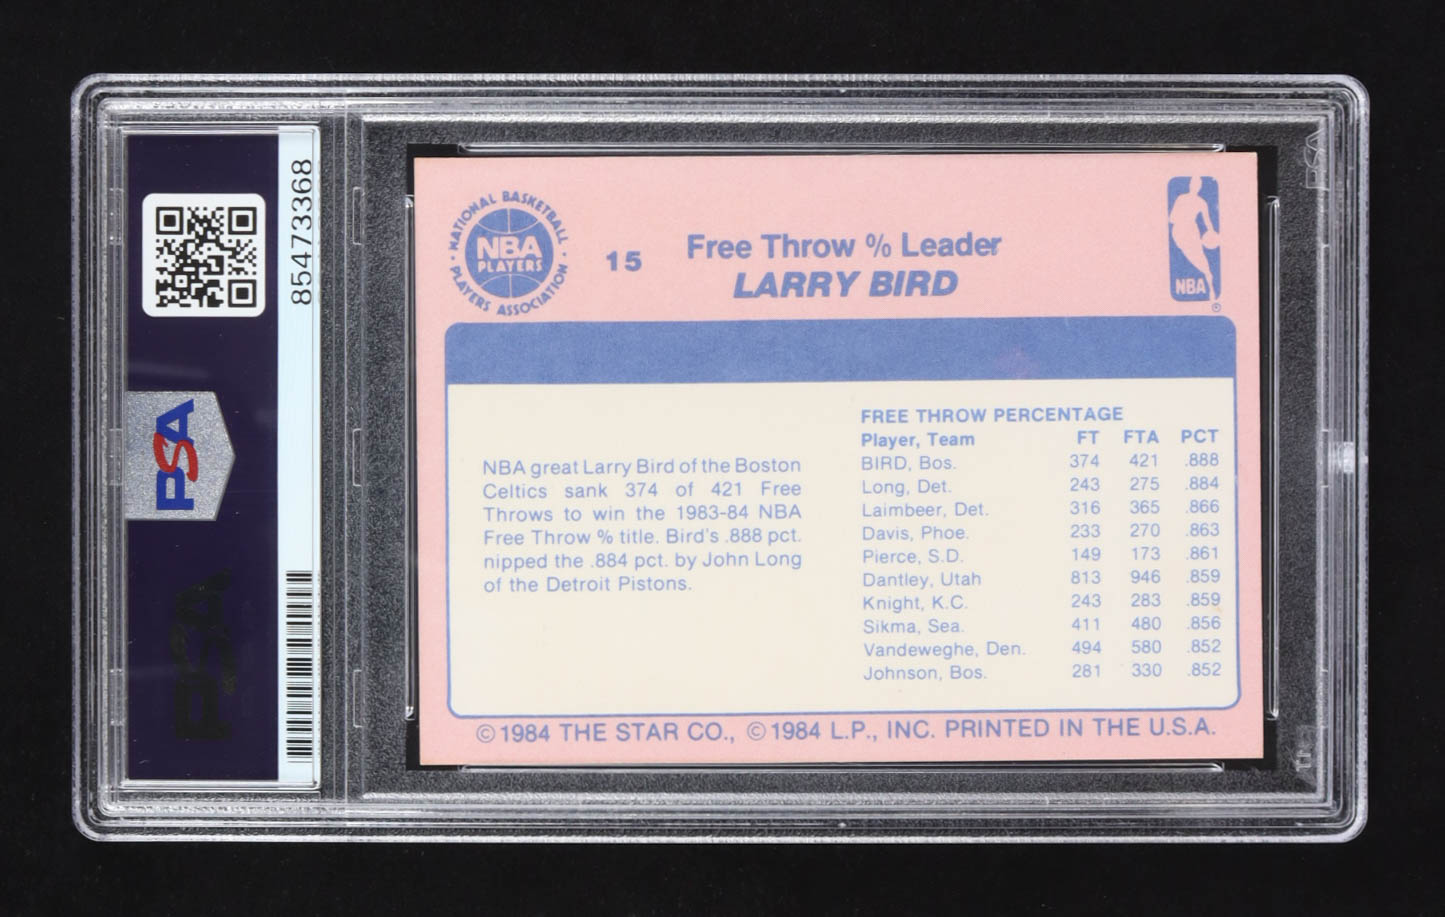 85473368
PSA
PSA
NATIONAL BASKETBALL
PLAYERS ASSOCIATION
NBA
PLAYERS
15
Free Throw % Leader
LARRY BIRD
NBA
®
NBA great Larry Bird of the Boston
Celtics sank 374 of 421 Free
Throws to win the 1983-84 NBA
Free Throw % title. Bird's .888 pct.
nipped the .884 pct. by John Long
of the Detroit Pistons.
FREE THROW PERCENTAGE
Player, Team FT FTA PCT
BIRD, Bos. 374 421 .888
Long, Det. 243 275 .884
Laimbeer, Det. 316 365 .866
Davis, Phoe. 233 270 .863
Pierce, S.D. 149 173 .861
Dantley, Utah 813 946 .859
Knight, K.C. 243 283 .859
Sikma, Sea. 411 480 .856
Vandeweghe, Den. 494 580 .852
Johnson, Bos. 281 330 .852
©1984 THE STAR CO., ©1984 L.P., INC. PRINTED IN THE U.S.A.
PSA